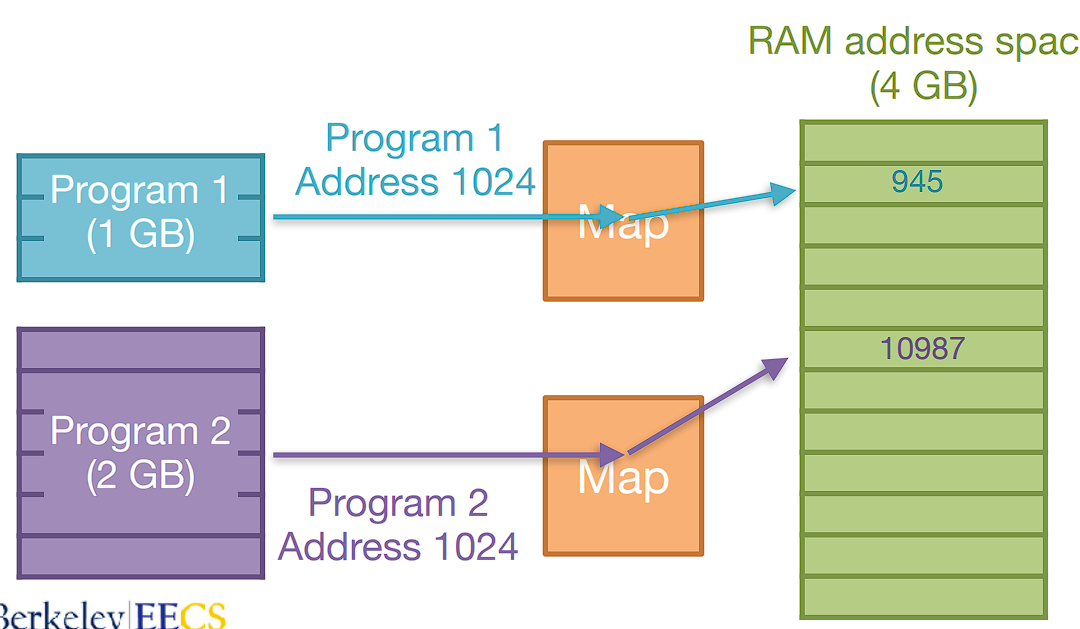 RAM address spac
(4 GB)
Program 1
Address 1024
Program 1
(1 GB)
Map
945
10987
Program 2
(2 GB)
Map
Program 2
Address 1024
Berkeley|EECS